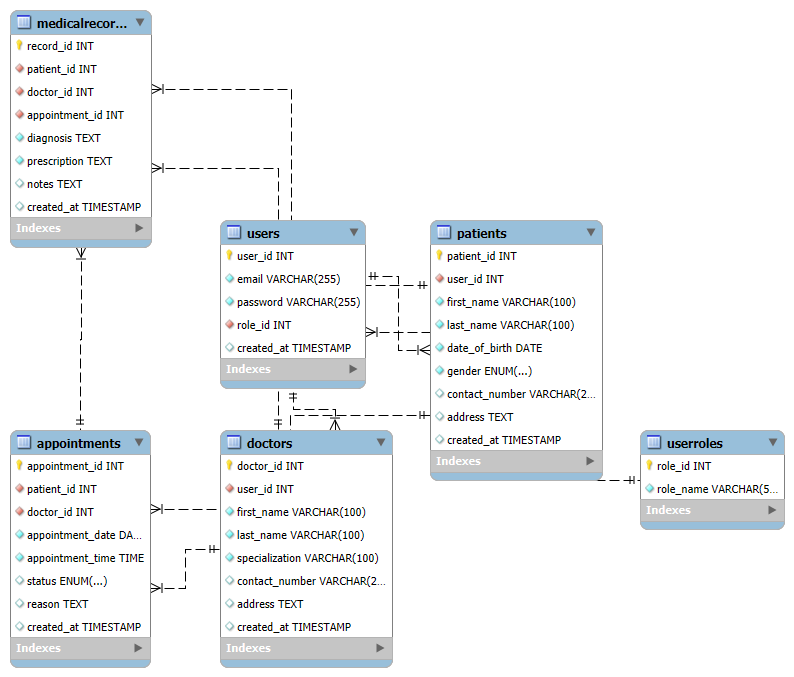 medicalrecor...
record_id INT
patient_id INT
doctor_id INT
appointment_id INT
diagnosis TEXT
prescription TEXT
notes TEXT
created_at TIMESTAMP
Indexes
users
user_id INT
email VARCHAR(255)
password VARCHAR(255)
role_id INT
created_at TIMESTAMP
Indexes
patients
patient_id INT
user_id INT
first_name VARCHAR(100)
last_name VARCHAR(100)
date_of_birth DATE
gender ENUM(...)
contact_number VARCHAR(2...
address TEXT
created_at TIMESTAMP
Indexes
appointments
appointment_id INT
patient_id INT
doctor_id INT
appointment_date DA...
appointment_time TIME
status ENUM(...)
reason TEXT
created_at TIMESTAMP
Indexes
doctors
doctor_id INT
user_id INT
first_name VARCHAR(100)
last_name VARCHAR(100)
specialization VARCHAR(100)
contact_number VARCHAR(2...
address TEXT
created_at TIMESTAMP
Indexes
userroles
role_id INT
role_name VARCHAR(5...
Indexes